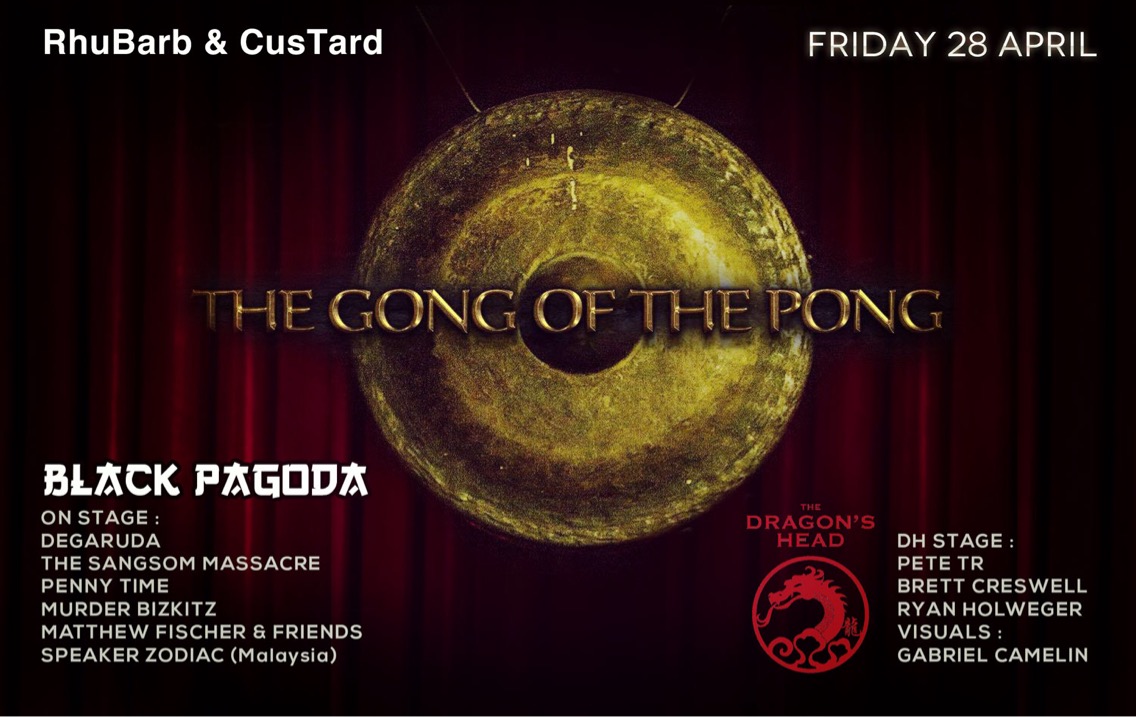 RhuBarb & CusTard
FRIDAY 28 APRIL
THE GONG OF THE PONG
BLACK PAGODA
ON STAGE :
DEGARUDA
THE SANGSOM MASSACRE
PENNY TIME
MURDER BIZKITZ
MATTHEW FISCHER & FRIENDS
SPEAKER ZODIAC (Malaysia)
THE
DRAGON'S
HEAD
龍
DH STAGE :
PETE TR
BRETT CRESWELL
RYAN HOLWEGER
VISUALS :
GABRIEL CAMELIN